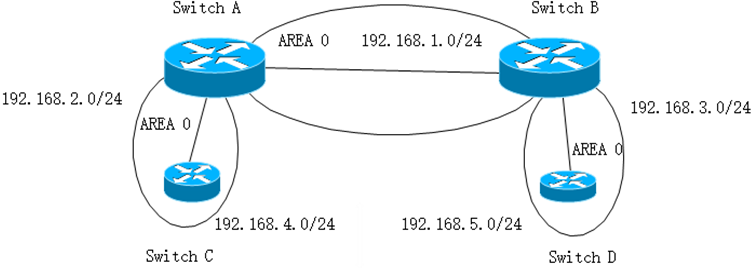 Switch A
Switch B
AREA 0
192.168.1.0/24
192.168.2.0/24
192.168.3.0/24
AREA 0
AREA 0
192.168.4.0/24
192.168.5.0/24
Switch C
Switch D